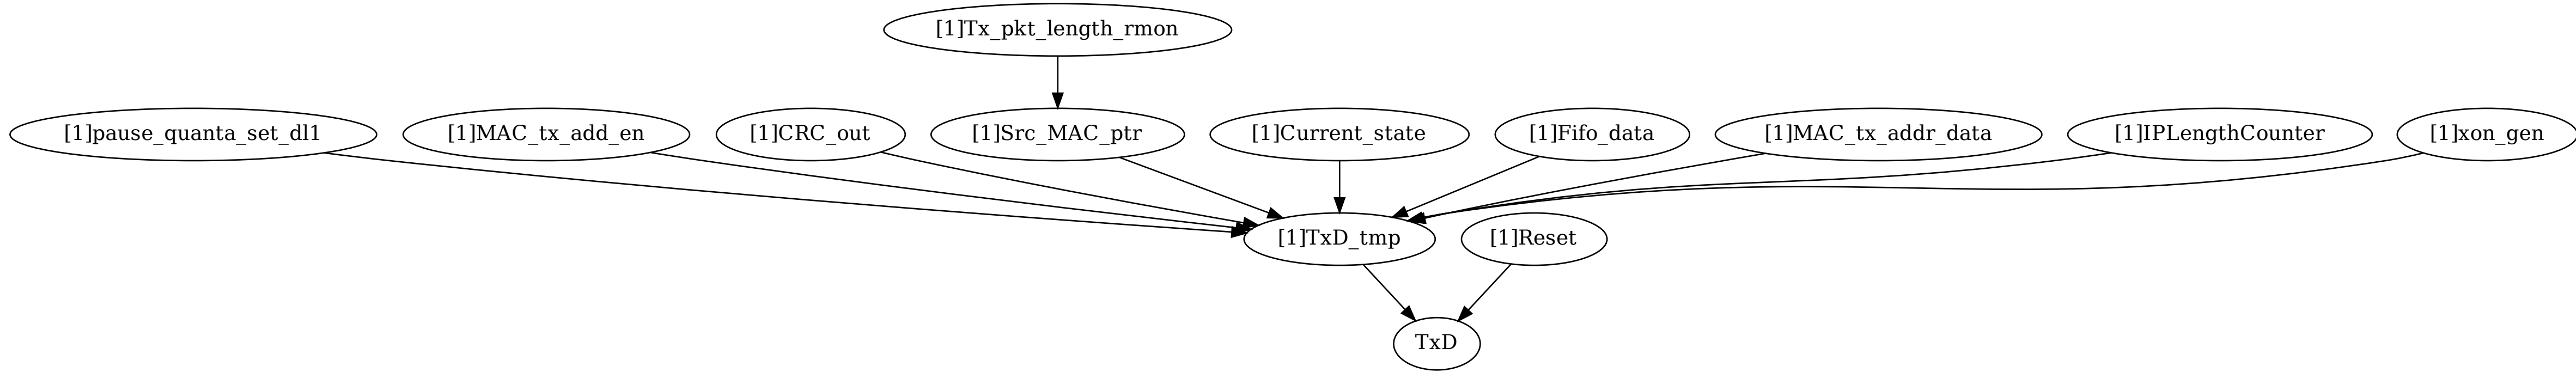 [1]Tx_pkt_length_rmon
[1]pause_quanta_set_dl1
[1]MAC_tx_add_en
[1]CRC_out
[1]Src_MAC_ptr
[1]Current_state
[1]Fifo_data
[1]MAC_tx_addr_data
[1]IPLengthCounter
[1]xon_gen
[1]TxD_tmp
[1]Reset
TxD